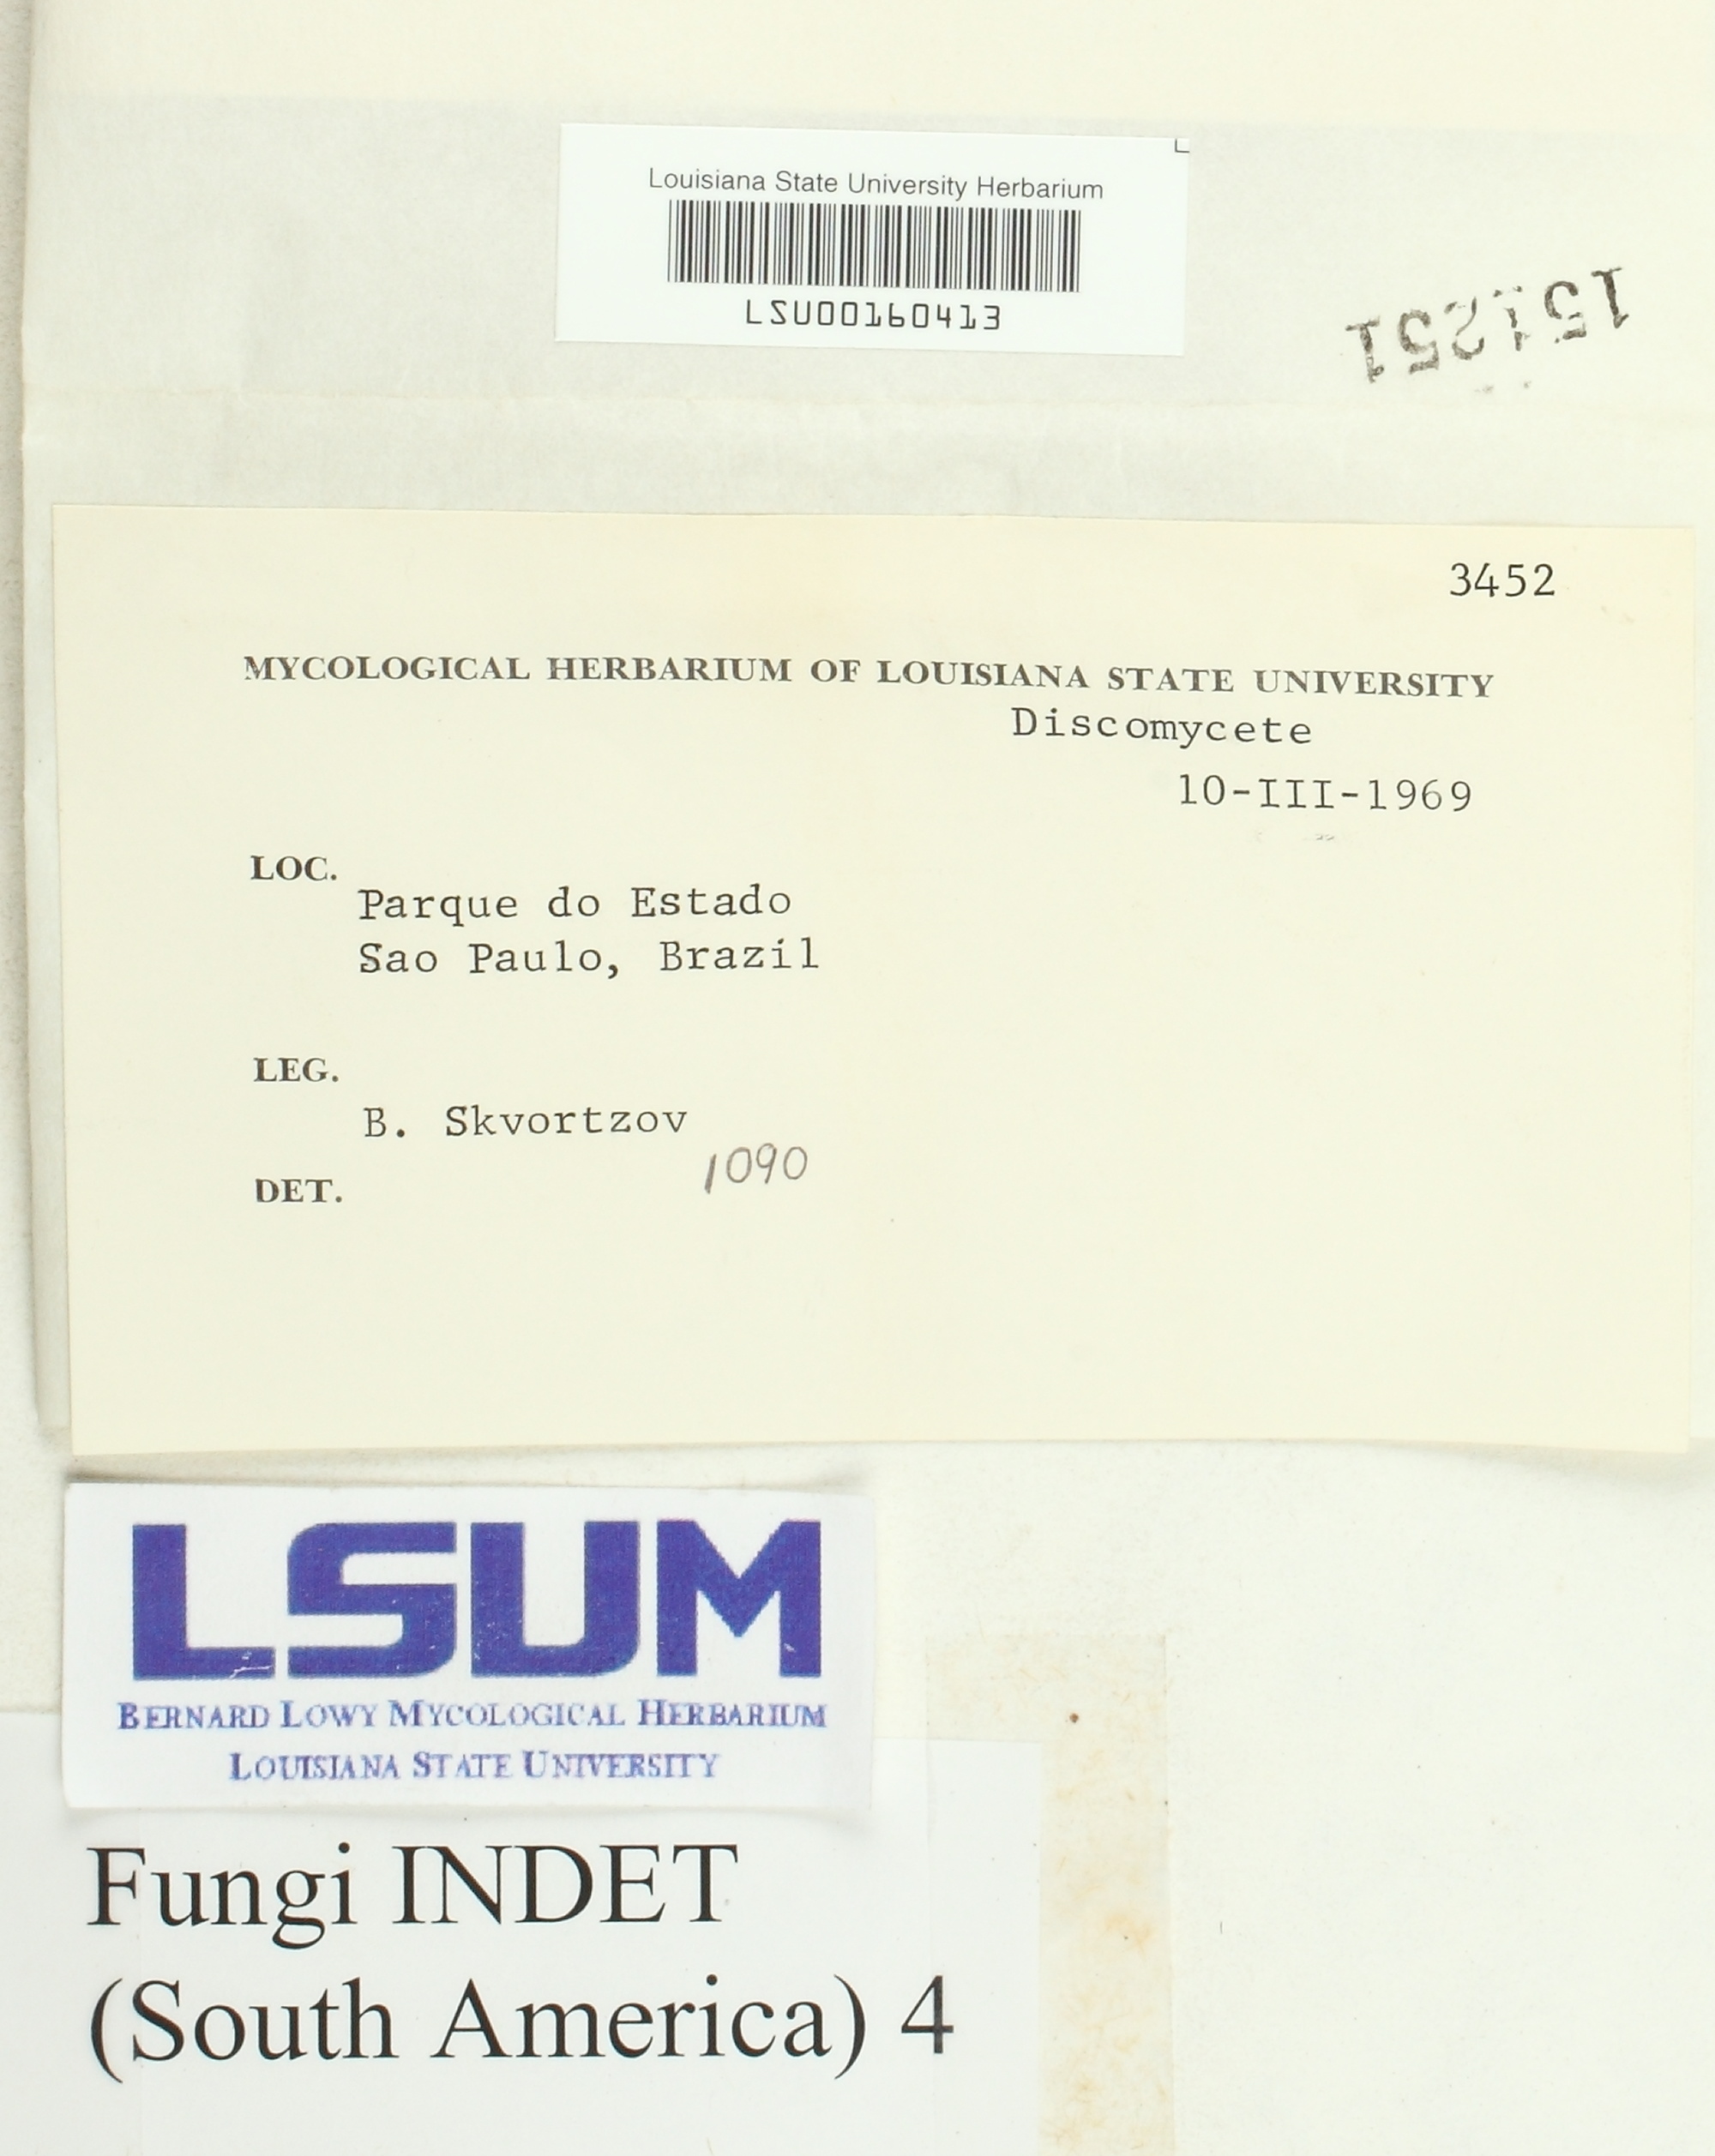 Louisiana State University Herbarium
LSU00160413
151251
3452
MYCOLOGICAL HERBARIUM OF LOUISIANA STATE UNIVERSITY
Discomycete
10-III-1969
LOC.
Parque do Estado
Sao Paulo, Brazil
LEG.
B. Skvortzov
1090
DET.
LSUM
BERNARD LOWY MYCOLOGICAL HERBARIUM
LOUISIANA STATE UNIVERSITY
Fungi INDET
(South America) 4